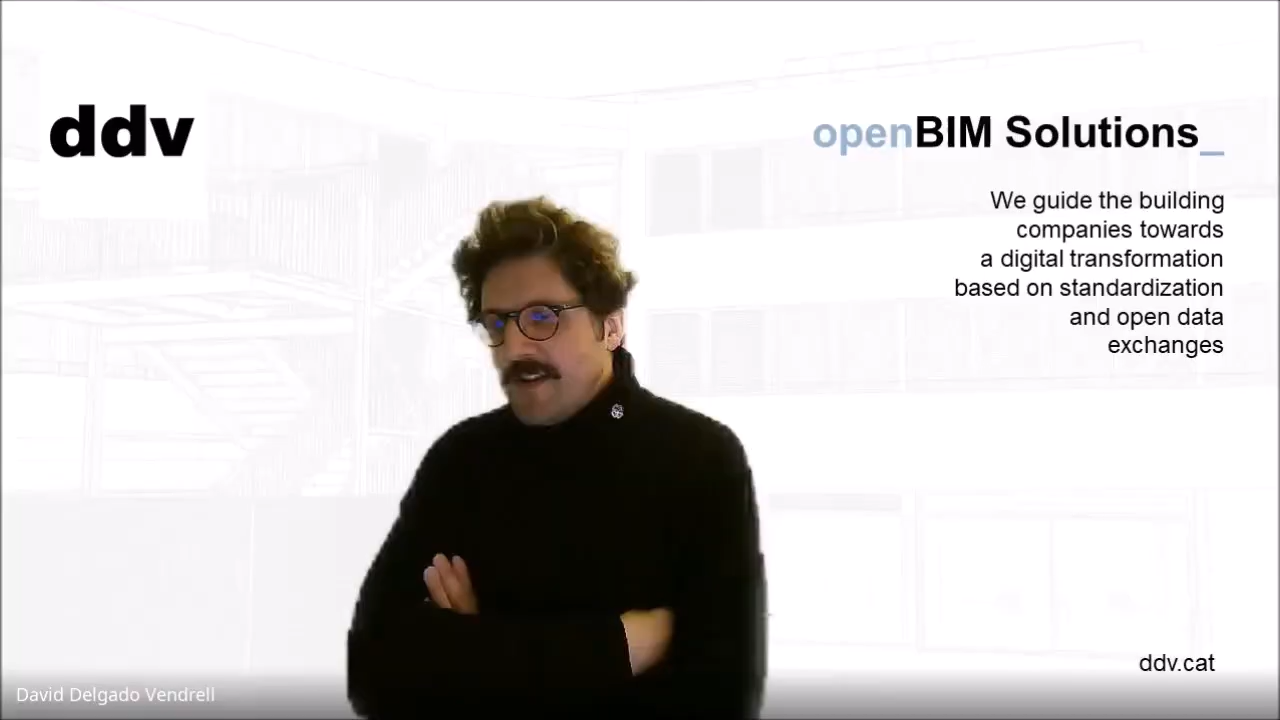 ddv
openBIM Solutions_
We guide the building
companies towards
a digital transformation
based on standardization
and open data
exchanges
ddv.cat
David Delgado Vendrell